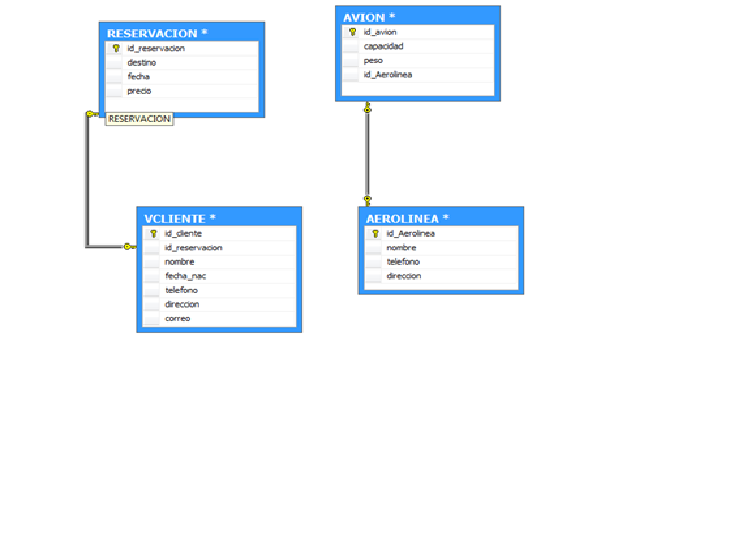 RESERVACION *
id_reservacion
destino
fecha
precio
RESERVACION
AVION *
id_avion
capacidad
peso
id_Aerolinea
VCLIENTE *
id_cliente
id_reservacion
nombre
fecha_nac
telefono
direccion
correo
AEROLINEA *
id_Aerolinea
nombre
telefono
direccion